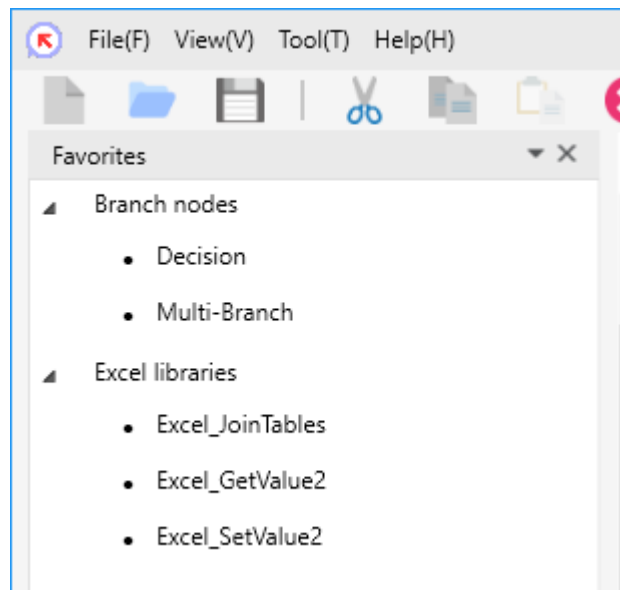 File(F) View(V) Tool(T) Help(H)
Favorites
Branch nodes
Decision
Multi-Branch
Excel libraries
Excel_JoinTables
Excel_GetValue2
Excel_SetValue2